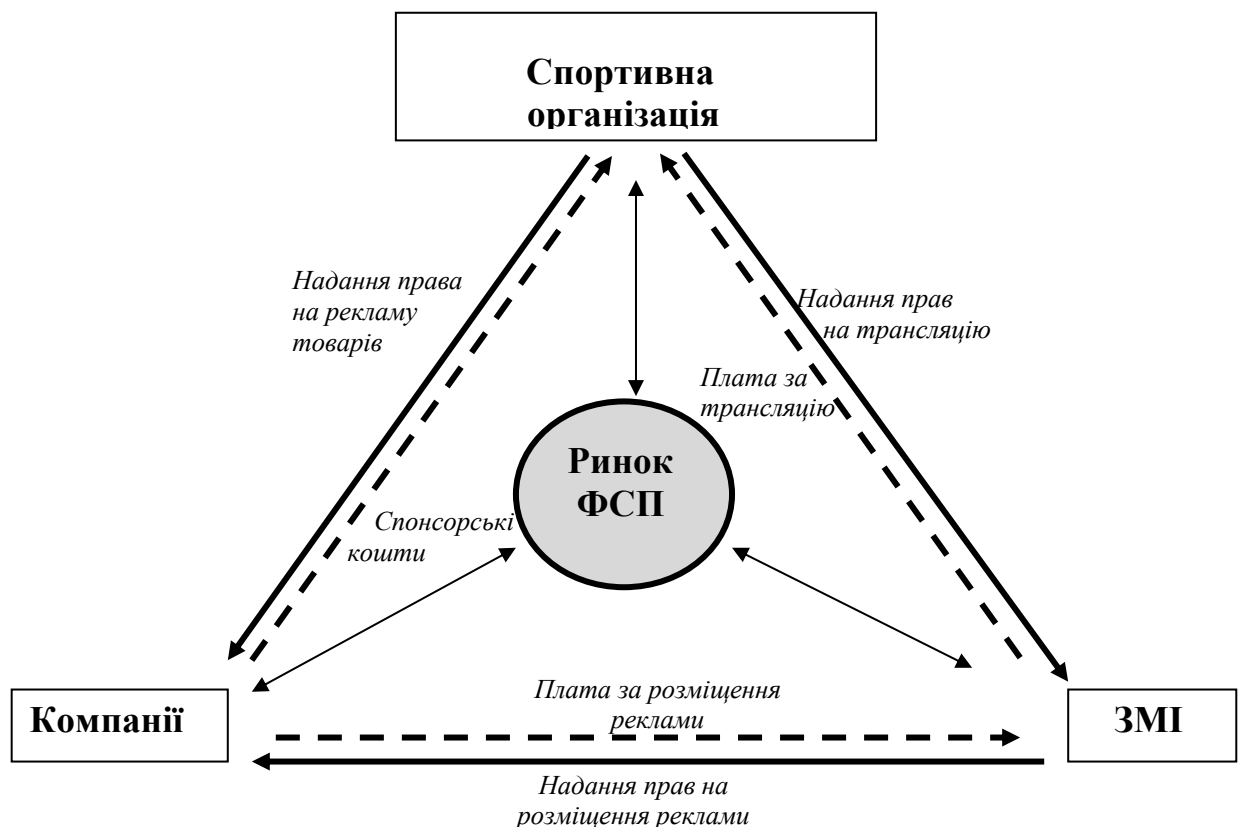 Спортивна
організація
Надання права
на рекламу
товарів
Надання прав
на трансляцію
Плата за
трансляцію
Ринок
ФСП
Спонсорські
кошти
Компанії
Плата за розміщення
реклами
ЗМІ
Надання прав на
розміщення реклами